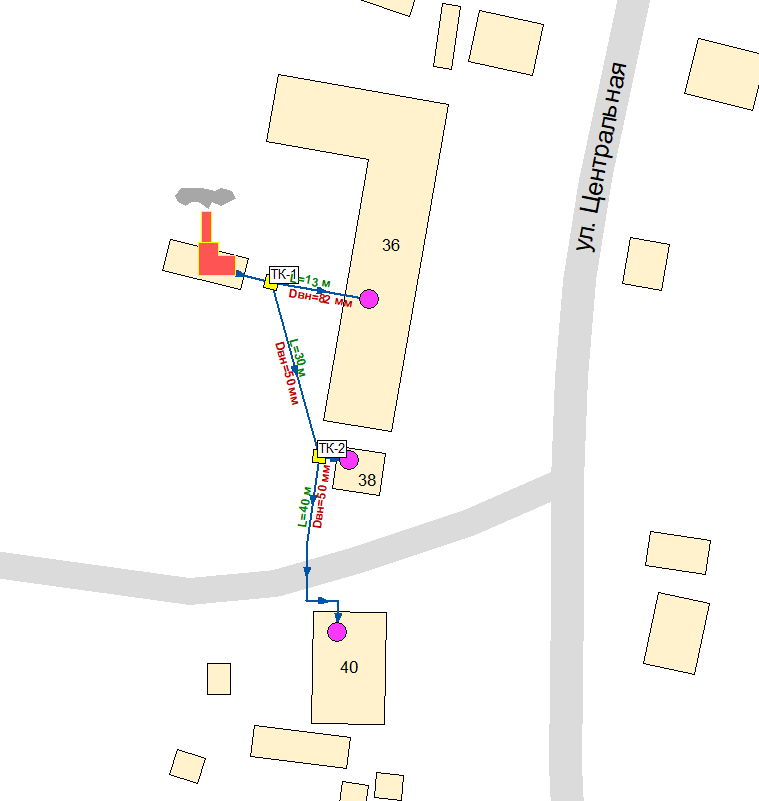 ул. Центральная
36
ТК-1
L=13 м
Dвн=82 мм
L=30 м
Dвн=50 мм
ТК-2
38
L=40 м
Dвн=50 мм
40